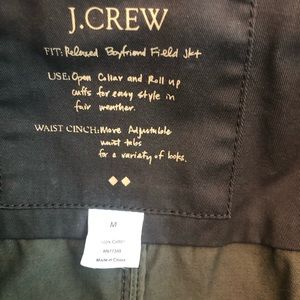 J.CREW
FIT: Relaxed Boyfriend Field Jkt
USE: Open Collar and Roll Up
cuffs for easy style in
fair weather.
WAIST CINCH: More Adjustable
waist tabs
for a variety of looks.
M
100% Cotton
Made in China